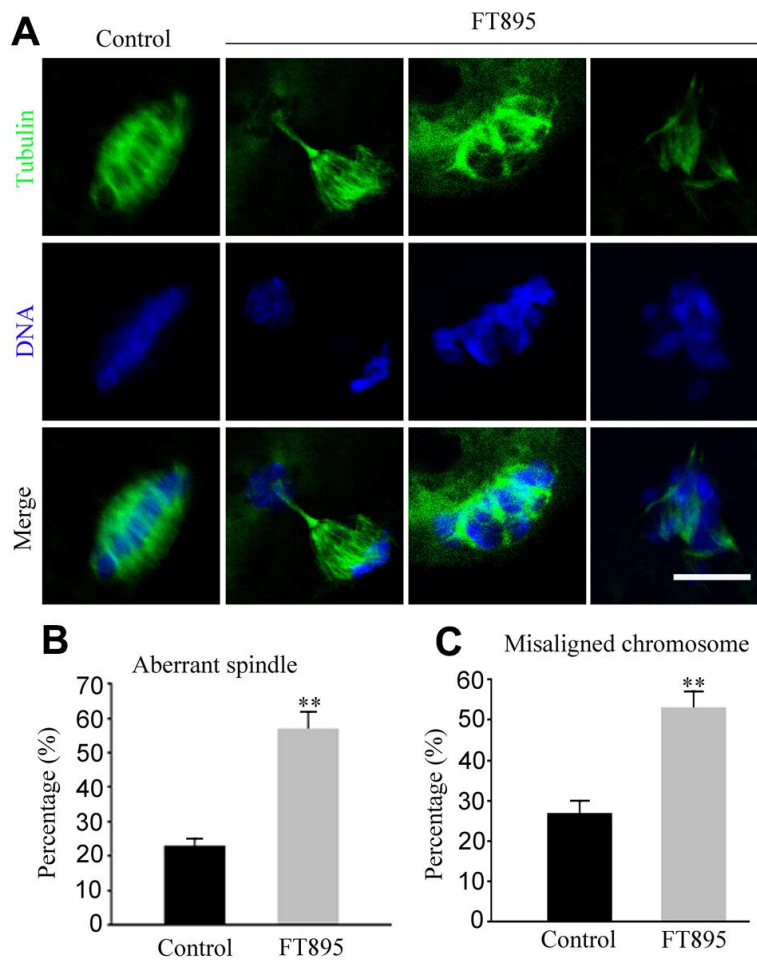 A
Control
FT895
Tubulin
DNA
Merge
B
Aberrant spindle
Percentage (%)
70
60
50
40
30
20
10
0
**
Control
FT895
C
Misaligned chromosome
Percentage (%)
60
50
40
30
20
10
0
**
Control
FT895